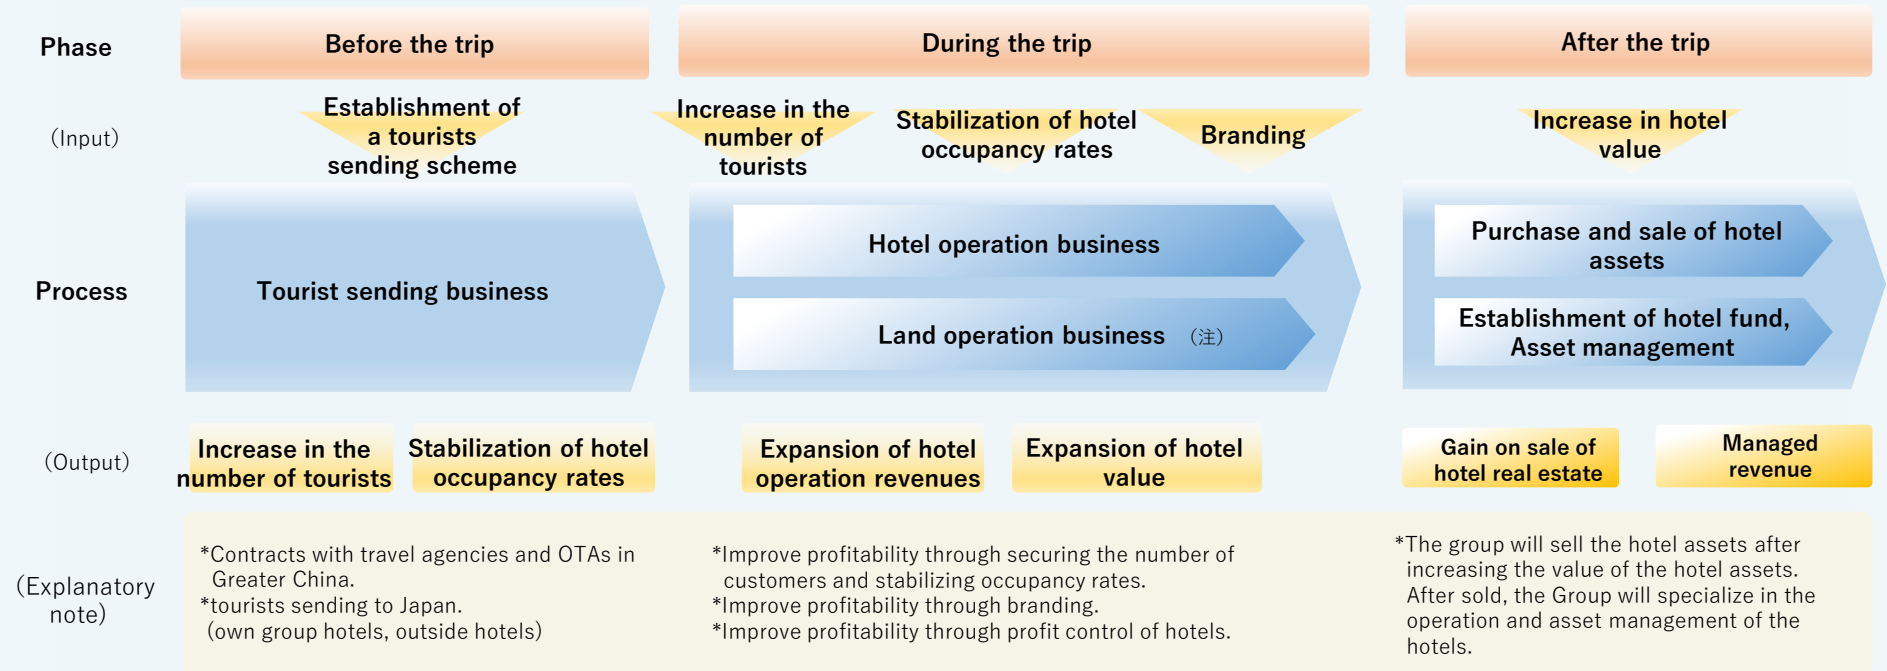 Phase
Before the trip
During the trip
After the trip
（Input）
Establishment of
a tourists
sending scheme
Increase in the
number of
tourists
Stabilization of hotel
occupancy rates
Branding
Increase in hotel
value
Process
Tourist sending business
Hotel operation business
Land operation business （注）
Purchase and sale of hotel
assets
Establishment of hotel fund,
Asset management
（Output）
Increase in the
number of tourists
Stabilization of hotel
occupancy rates
Expansion of hotel
operation revenues
Expansion of hotel
value
Gain on sale of
hotel real estate
Managed
revenue
（Explanatory
note）
*Contracts with travel agencies and OTAs in
Greater China.
*tourists sending to Japan.
(own group hotels, outside hotels)
*Improve profitability through securing the number of
customers and stabilizing occupancy rates.
*Improve profitability through branding.
*Improve profitability through profit control of hotels.
*The group will sell the hotel assets after
increasing the value of the hotel assets.
After sold, the Group will specialize in the
operation and asset management of the
hotels.